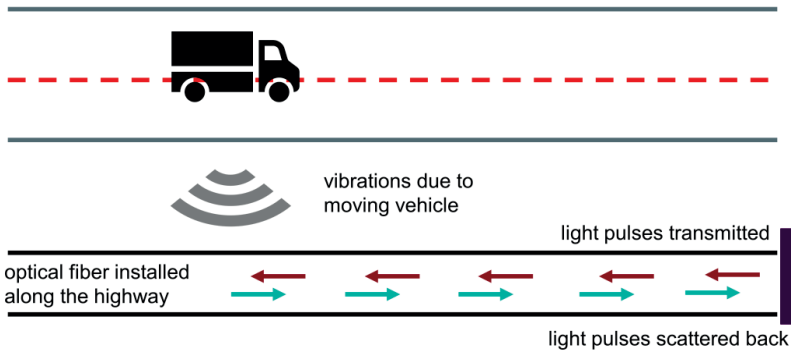 vibrations due to
moving vehicle
light pulses transmitted
optical fiber installed
along the highway
light pulses scattered back